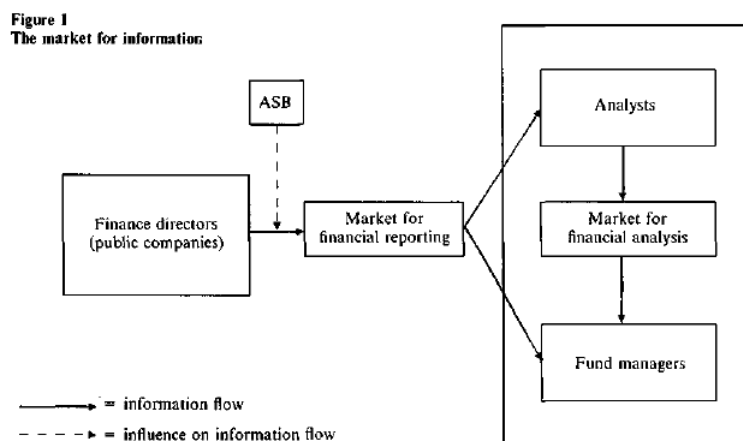 Figure 1
The market for information
ASB
Analysts
Finance directors
(public companies)
Market for
financial reporting
Market for
financial analysis
Fund managers
= information flow
= influence on information flow